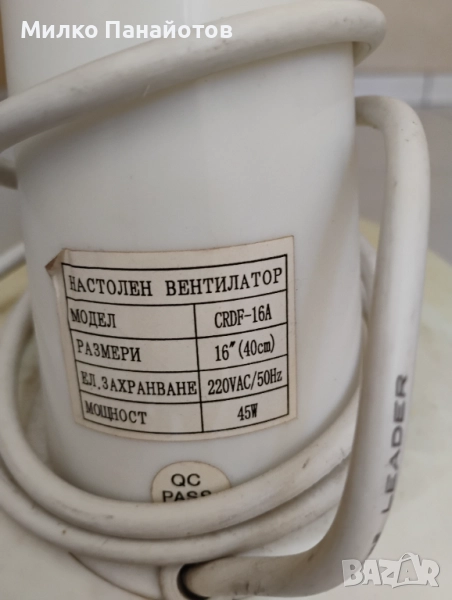 Милко Панайотов
НАСТОЛЕН ВЕНТИЛАТОР
МОДЕЛ CRDF-16A
РАЗМЕРИ 16"(40cm)
ЕЛ.ЗАХРАНВАНЕ 220VAC/50Hz
МОЩНОСТ 45W
QC
PASS
LEADER
BAZAR